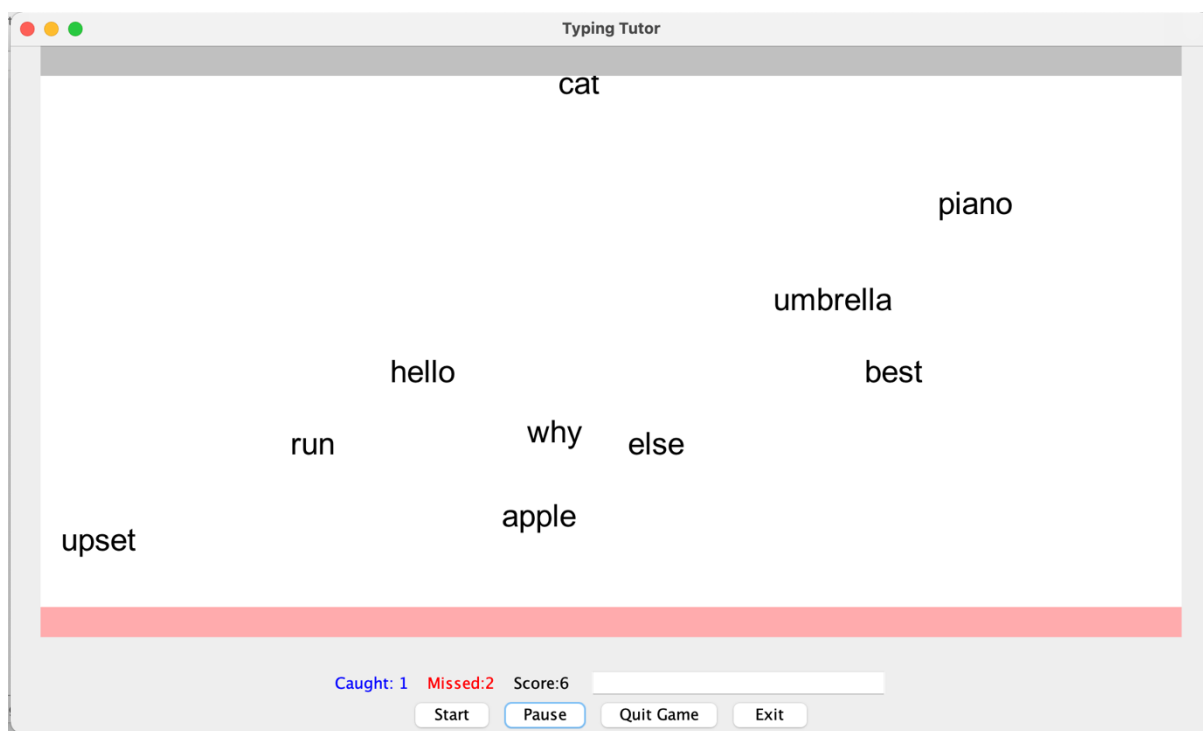 Typing Tutor
cat
piano
umbrella
hello best
why
run else
apple
upset
Caught: 1 Missed:2 Score:6
Start Pause Quit Game Exit